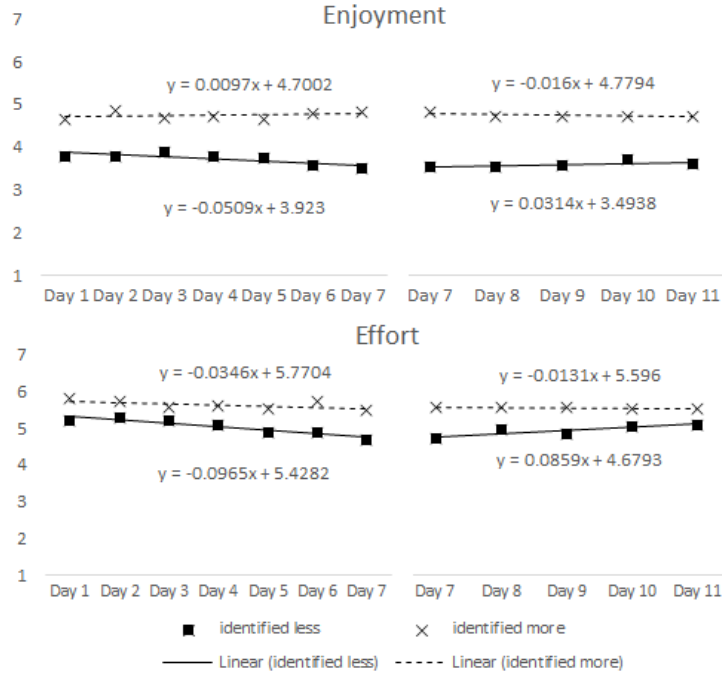 Enjoyment
7
6
5
4
3
2
1
y = 0.0097x + 4.7002
y = -0.016x + 4.7794
y = -0.0509x + 3.923
y = 0.0314x + 3.4938
Day 1 Day 2 Day 3 Day 4 Day 5 Day 6 Day 7
Day 7 Day 8 Day 9 Day 10 Day 11
Effort
7
6
5
4
3
2
1
y = -0.0346x + 5.7704
y = -0.0131x + 5.596
y = -0.0965x + 5.4282
y = 0.0859x + 4.6793
Day 1 Day 2 Day 3 Day 4 Day 5 Day 6 Day 7
Day 7 Day 8 Day 9 Day 10 Day 11
identified less identified more
Linear (identified less) Linear (identified more)